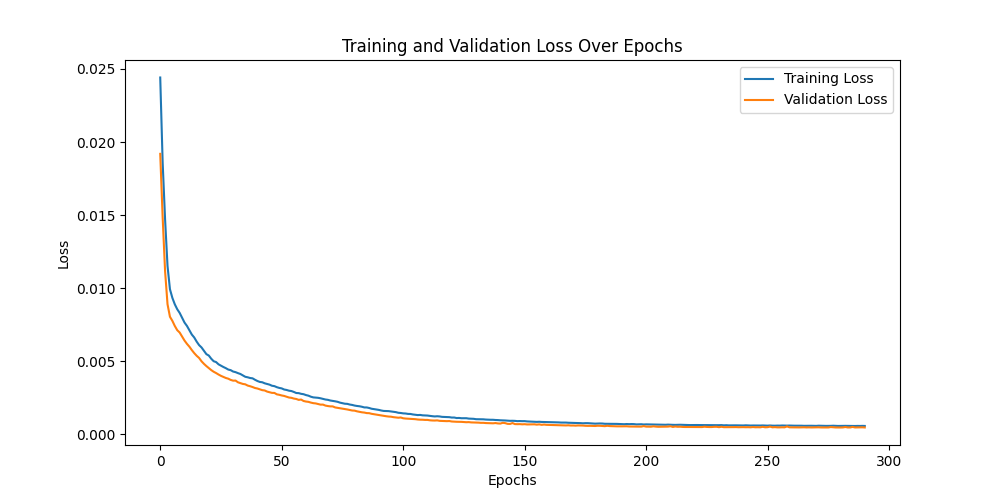 Training and Validation Loss Over Epochs
Training Loss
Validation Loss
0.025
0.020
0.015
0.010
0.005
0.000
Loss
0 50 100 150 200 250 300
Epochs